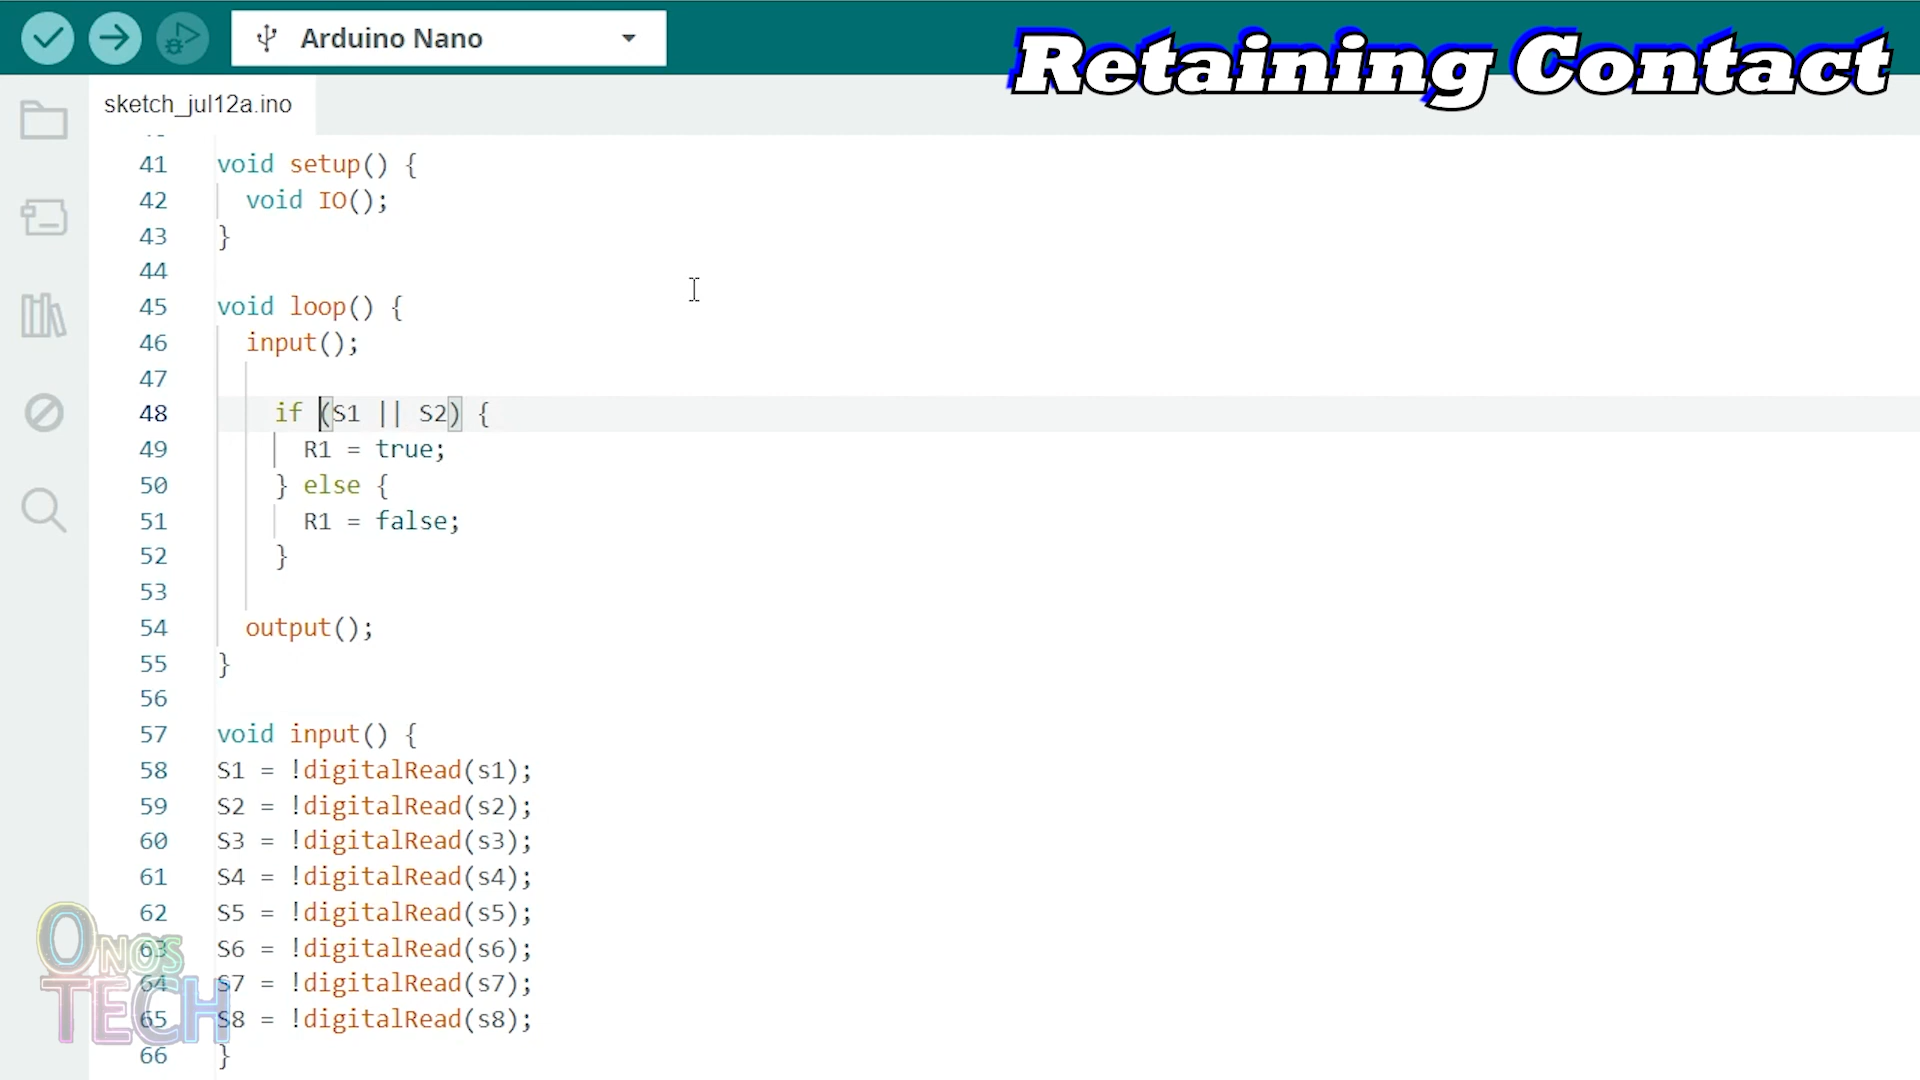 Arduino Nano
Retaining Contact
sketch_jul12a.ino
41 void setup() {
42 void IO();
43 }
44
45 void loop() {
46 input();
47
48 if (S1 || S2) {
49 R1 = true;
50 } else {
51 R1 = false;
52 }
53
54 output();
55 }
56
57 void input() {
58 S1 = !digitalRead(s1);
59 S2 = !digitalRead(s2);
60 S3 = !digitalRead(s3);
61 S4 = !digitalRead(s4);
62 S5 = !digitalRead(s5);
63 S6 = !digitalRead(s6);
64 S7 = !digitalRead(s7);
65 S8 = !digitalRead(s8);
66 }
ONOS
TECH